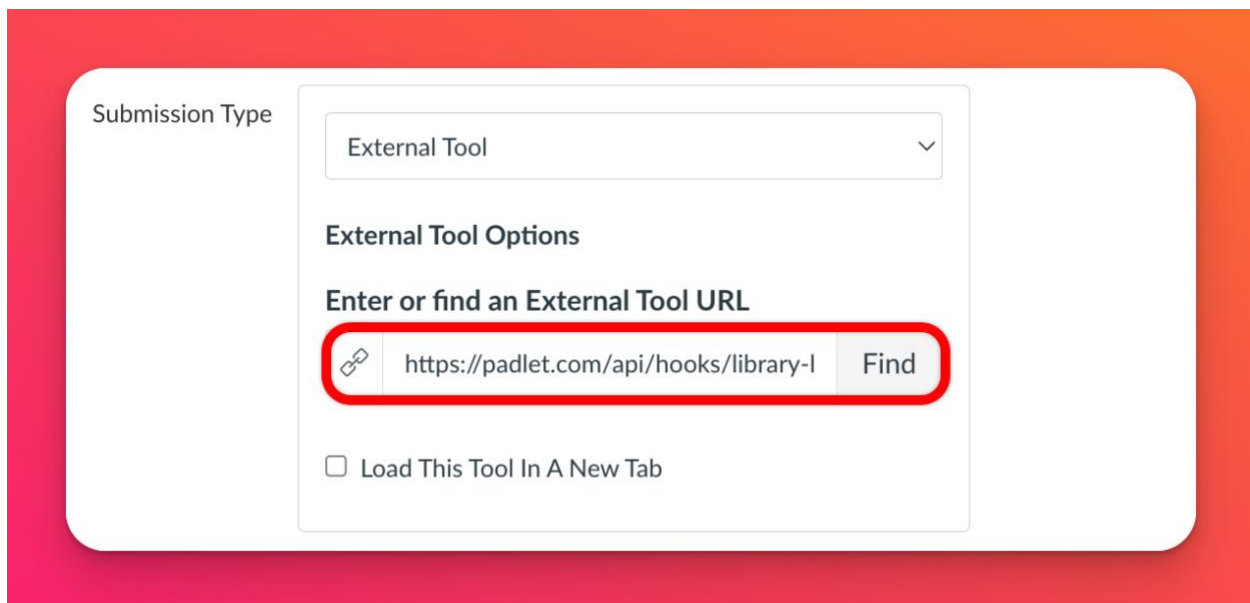 Submission Type
External Tool
External Tool Options
Enter or find an External Tool URL
https://padlet.com/api/hooks/library-l Find
Load This Tool In A New Tab